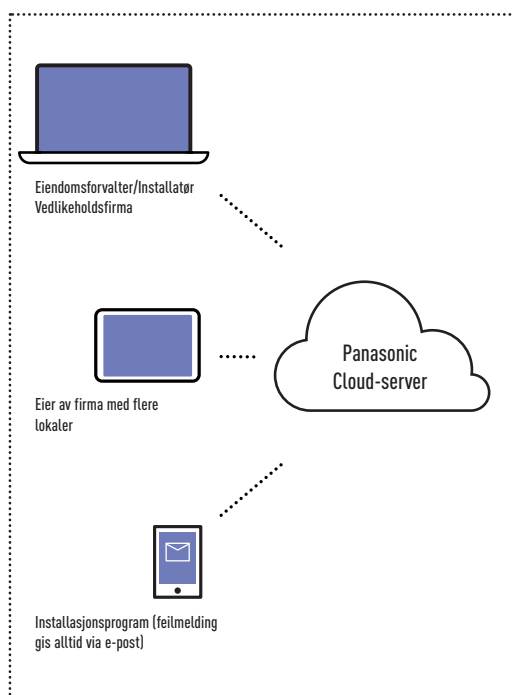 Eiendomsforvalter/Installatør
Vedlikeholdsfirma
Panasonic
Cloud-server
Eier av firma med flere
lokaler
Installasjonsprogram (feilmelding
gis alltid via e-post)